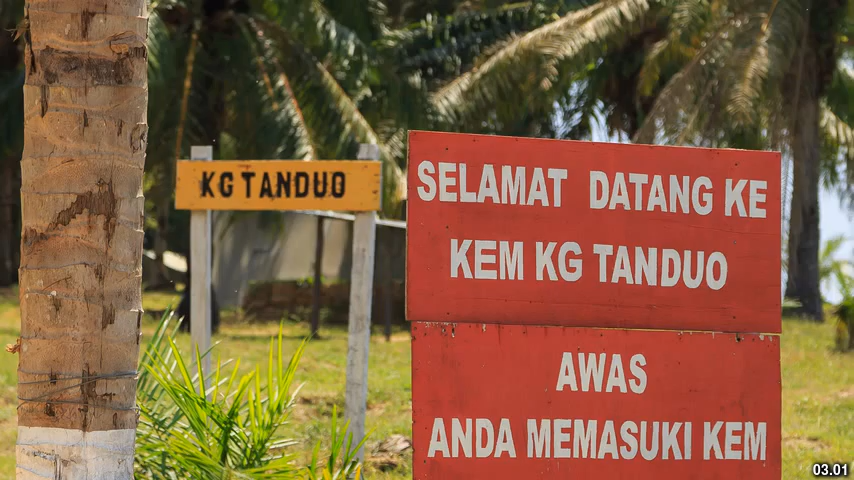 KG TANDUO
SELAMAT DATANG KE
KEM KG TANDUO
AWAS
ANDA MEMASUKI KEM
03.01